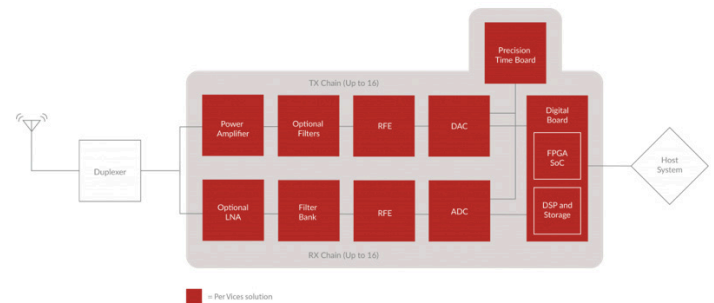 Precision
Time Board
TX Chain (Up to 16)
Power
Amplifier
Optional
Filters
RFE
DAC
Digital
Board
FPGA
SoC
Duplexer
Host
System
Optional
LNA
Filter
Bank
RFE
ADC
DSP and
Storage
RX Chain (Up to 16)
= Per Vices solution